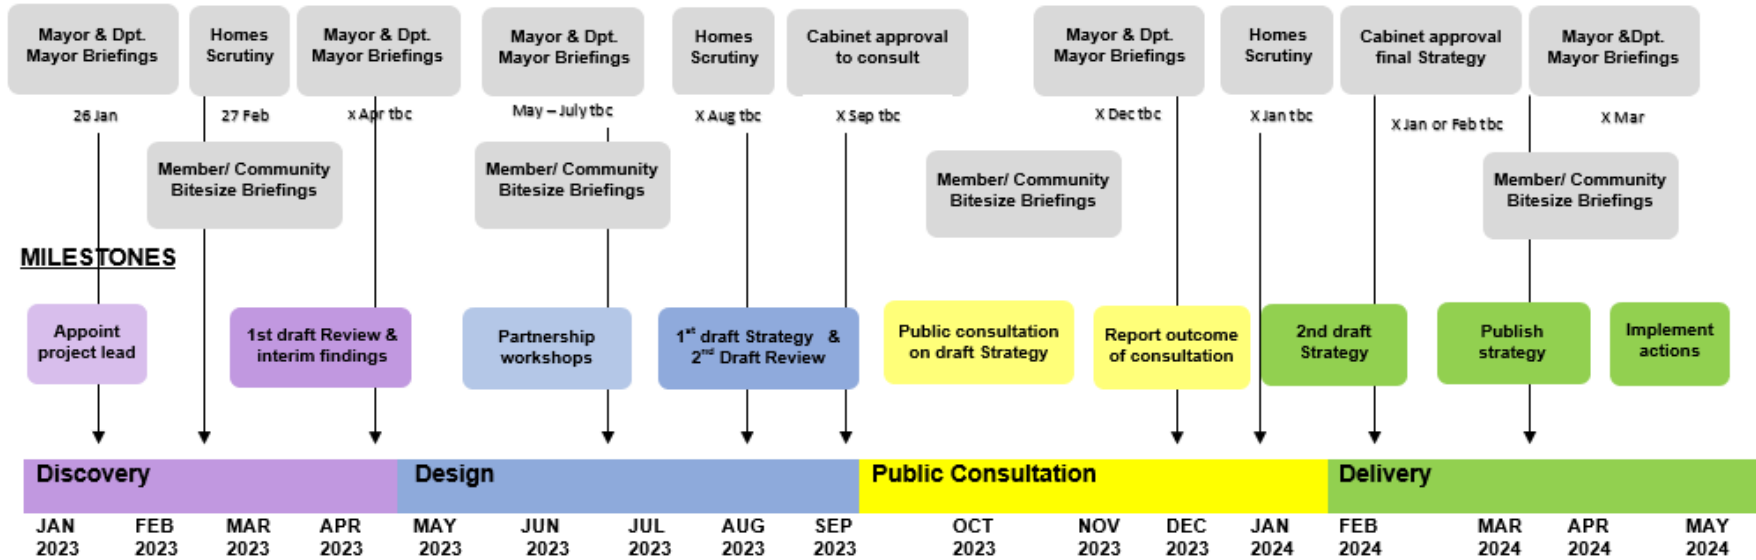 Mayor & Dpt.
Mayor Briefings
Homes
Scrutiny
Mayor & Dpt.
Mayor Briefings
Mayor & Dpt.
Mayor Briefings
Homes
Scrutiny
Cabinet approval
to consult
Mayor & Dpt.
Mayor Briefings
Homes
Scrutiny
Cabinet approval
final Strategy
Mayor &Dpt.
Mayor Briefings
26 Jan
27 Feb
x Apr tbc
May – July tbc
X Aug tbc
X Sep tbc
X Dec tbc
X Jan tbc
X Jan or Feb tbc
X Mar
Member/ Community
Bitesize Briefings
Member/ Community
Bitesize Briefings
Member/ Community
Bitesize Briefings
Member/ Community
Bitesize Briefings
MILESTONES
Appoint
project lead
1st draft Review &
interim findings
Partnership
workshops
1st draft Strategy &
2nd Draft Review
Public consultation
on draft Strategy
Report outcome
of consultation
2nd draft
Strategy
Publish
strategy
Implement
actions
Discovery
Design
Public Consultation
Delivery
JAN
2023
FEB
2023
MAR
2023
APR
2023
MAY
2023
JUN
2023
JUL
2023
AUG
2023
SEP
2023
OCT
2023
NOV
2023
DEC
2023
JAN
2024
FEB
2024
MAR
2024
APR
2024
MAY
2024